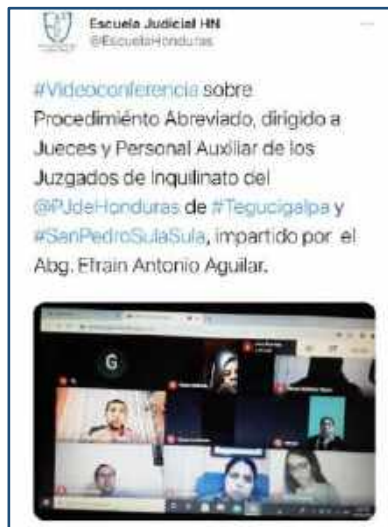 Escuela Judicial HN
@EscuelaHonduras
#Videoconferencia sobre
Procedimiénto Abreviado, dirigido a
Jueces y Personal Auxiliar de los
Juzgados de Inquilinato del
@PJdeHonduras de #Tegucigalpa y
#SanPedroSulaSula, impartido por el
Abg. Efrain Antonio Aguilar.
G